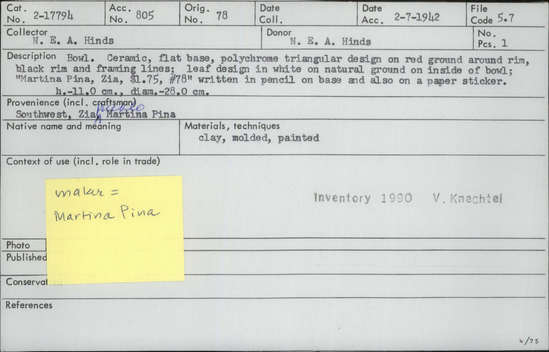 Cat. No. 2-17794 Acc. No. 805 Orig. No. 78 Date Coll. Date Acc. 2-7-1942 File Code 5.7
Collector N. E. A. Hinds Donor N. E. A. Hinds No. Pcs. 1
Description Bowl. Ceramic, flat base, polychrome triangular design on red ground around rim,
black rim and framing lines; leaf design in white on natural ground on inside of bowl;
"Martina Pina, Zia, $1.75, #78" written in pencil on base and also on a paper sticker.
h.-11.0 cm., diam.-28.0 cm.
Provenience (incl. craftsman)
Southwest, Zia, Martina Pina
Native name and meaning Materials, techniques
clay, molded, painted
Context of use (incl. role in trade)
maker =
Martina Pina
Inventory 1990 V. Knechtel
Photo
Published
Conservat
References